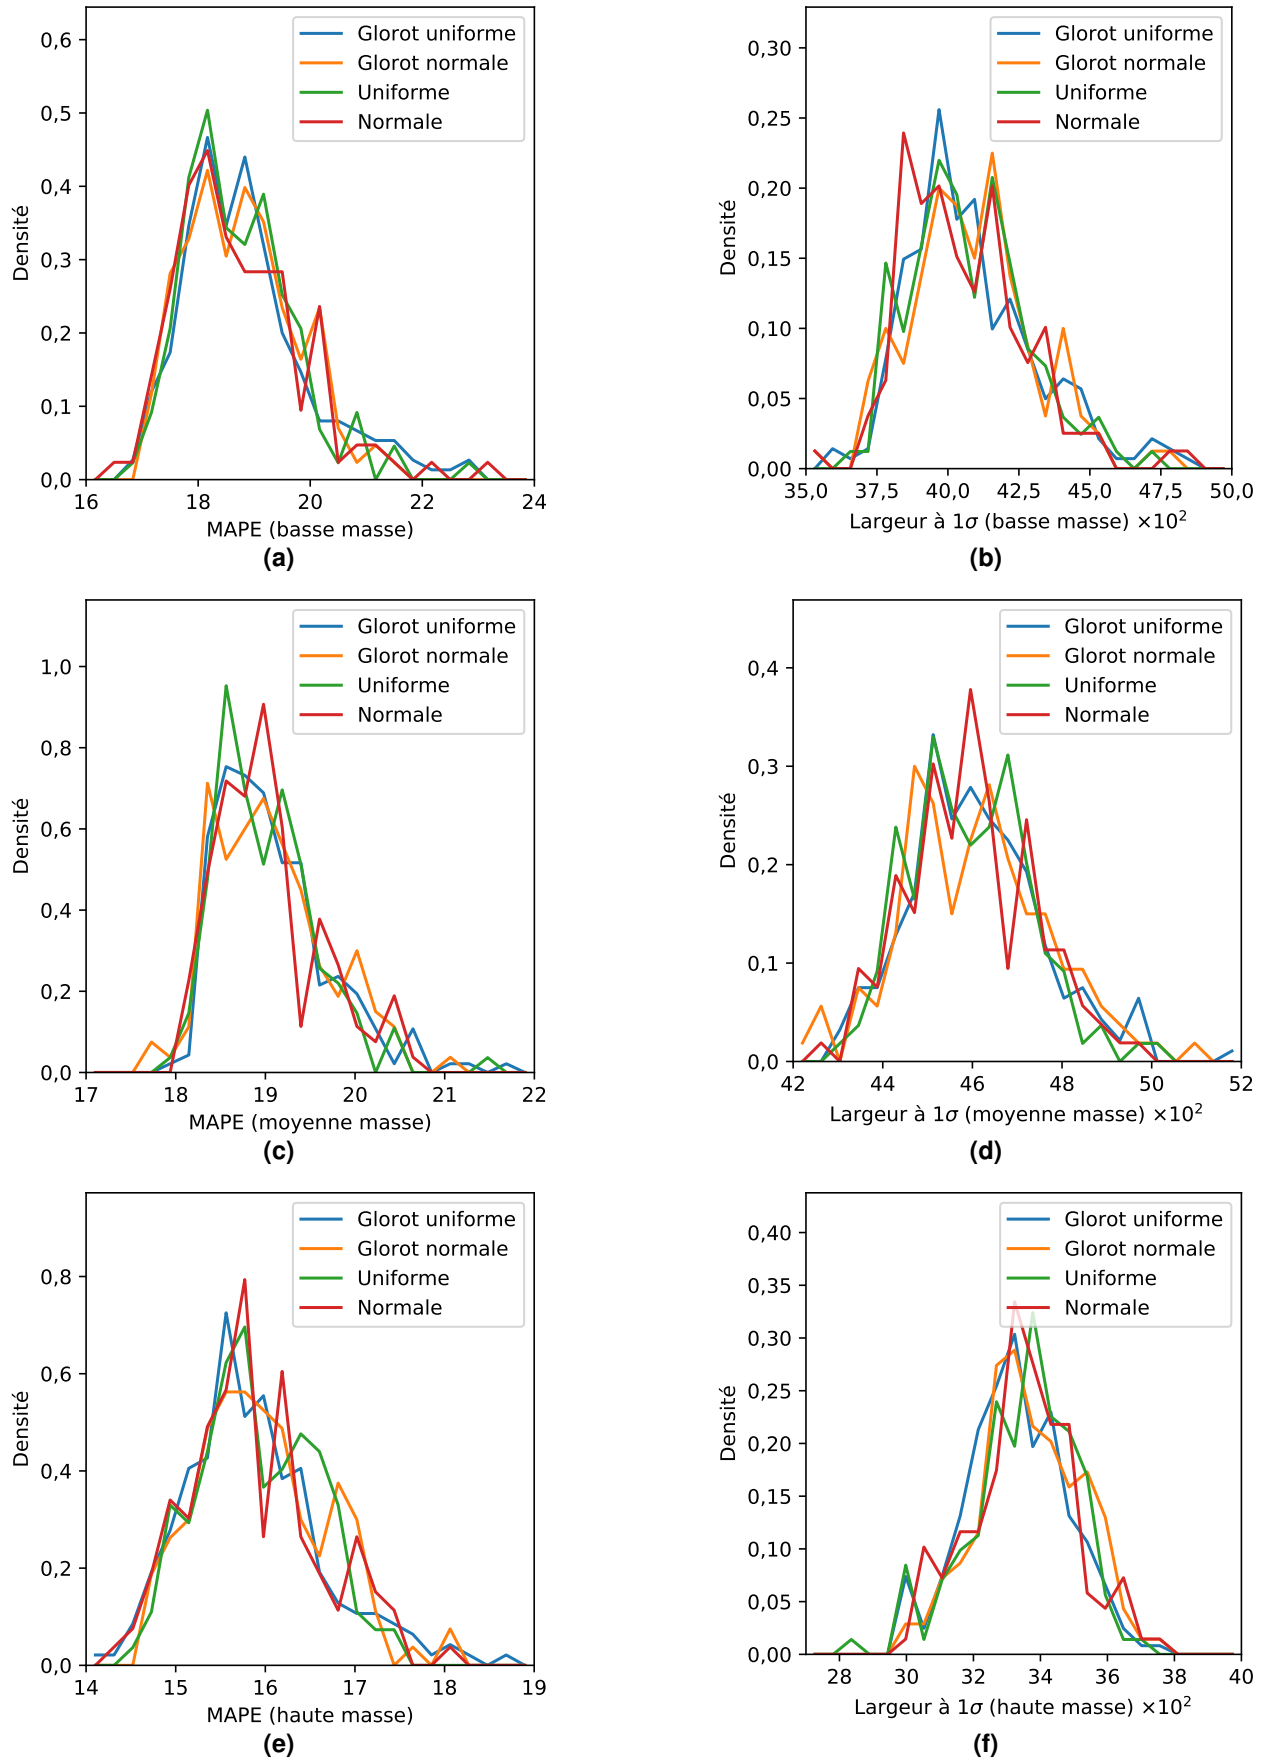 Glorot uniforme
Glorot normale
Uniforme
Normale
0,6
0,5
0,4
0,3
0,2
0,1
0,0
Densité
16 18 20 22 24
MAPE (basse masse)
(a)
Glorot uniforme
Glorot normale
Uniforme
Normale
0,30
0,25
0,20
0,15
0,10
0,05
0,00
Densité
35,0 37,5 40,0 42,5 45,0 47,5 50,0
Largeur à 1σ (basse masse) ×10²
(b)
Glorot uniforme
Glorot normale
Uniforme
Normale
1,0
0,8
0,6
0,4
0,2
0,0
Densité
17 18 19 20 21 22
MAPE (moyenne masse)
(c)
Glorot uniforme
Glorot normale
Uniforme
Normale
0,4
0,3
0,2
0,1
0,0
Densité
42 44 46 48 50 52
Largeur à 1σ (moyenne masse) ×10²
(d)
Glorot uniforme
Glorot normale
Uniforme
Normale
0,8
0,6
0,4
0,2
0,0
Densité
14 15 16 17 18 19
MAPE (haute masse)
(e)
Glorot uniforme
Glorot normale
Uniforme
Normale
0,40
0,35
0,30
0,25
0,20
0,15
0,10
0,05
0,00
Densité
28 30 32 34 36 38 40
Largeur à 1σ (haute masse) ×10²
(f)